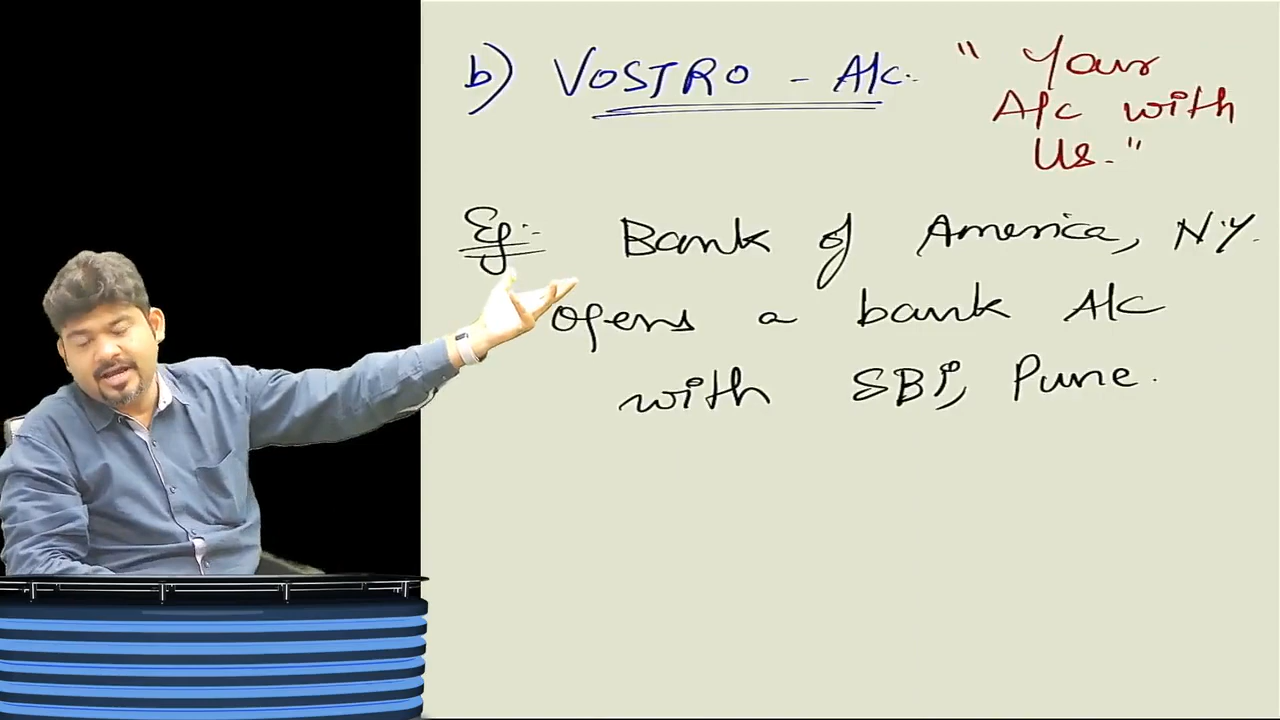 b) VOSTRO - A/c. " Your
A/c with
Us."
Eg:- Bank of America, N.Y.
opens a bank A/c
with SBI, Pune.